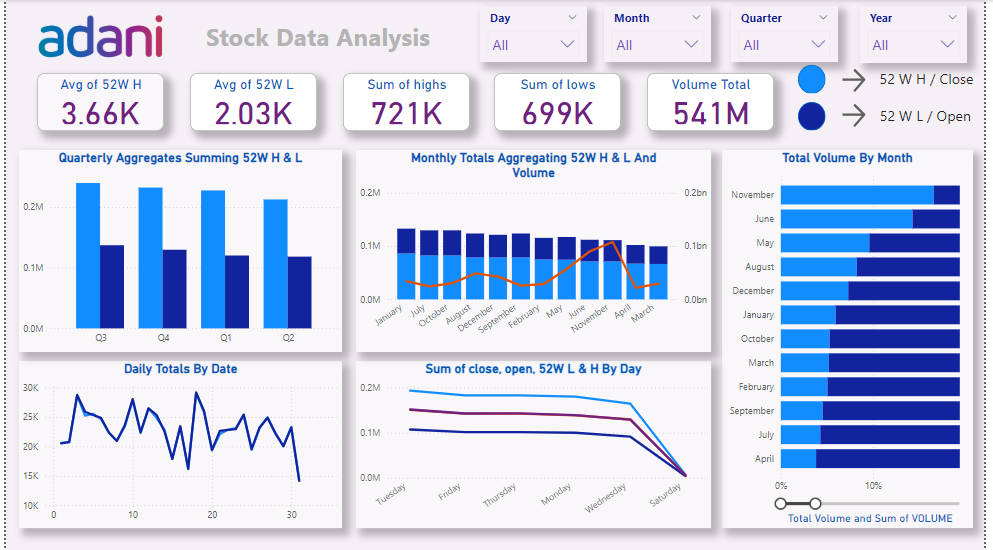 adani
Stock Data Analysis
Day
All
Month
All
Quarter
All
Year
All
Avg of 52W H
3.66K
Avg of 52W L
2.03K
Sum of highs
721K
Sum of lows
699K
Volume Total
541M
52 W H / Close
52 W L / Open
Quarterly Aggregates Summing 52W H & L
0.2M
0.1M
0.0M
Q3
Q4
Q1
Q2
Monthly Totals Aggregating 52W H & L And
Volume
0.2M
0.1M
0.0M
0.2bn
0.1bn
0.0bn
January
July
October
August
December
September
February
May
June
November
April
March
Total Volume By Month
November
June
May
August
December
January
October
March
February
September
July
April
0%
10%
Total Volume and Sum of VOLUME
Daily Totals By Date
30K
25K
20K
15K
10K
0
10
20
30
Sum of close, open, 52W L & H By Day
0.2M
0.1M
0.0M
Tuesday
Friday
Thursday
Monday
Wednesday
Saturday